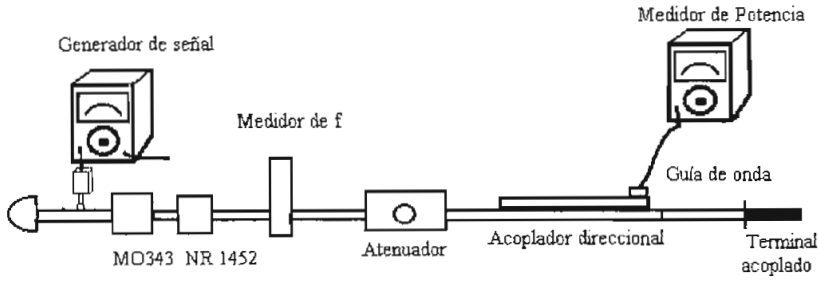 Medidor de Potencia
Generador de señal
Medidor de f
Guía de onda
Atenuador
Acoplador direccional
MO343 NR 1452
Terminal
acoplado